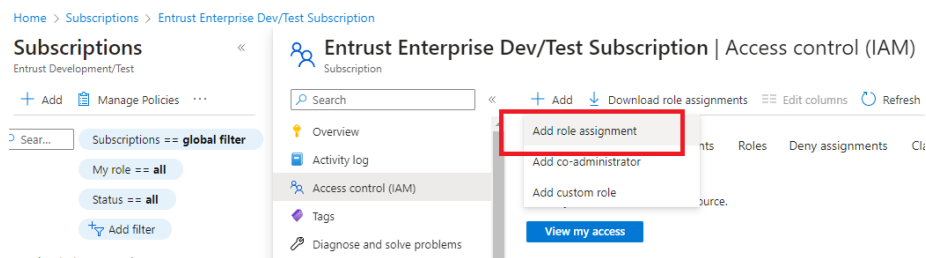 Home > Subscriptions > Entrust Enterprise Dev/Test Subscription
Subscriptions
Entrust Development/Test
+ Add Manage Policies ...
Sear...
Subscriptions == global filter
My role == all
Status == all
Add filter
Entrust Enterprise Dev/Test Subscription | Access control (IAM)
Subscription
Search
Overview
Activity log
Access control (IAM)
Tags
Diagnose and solve problems
+ Add Download role assignments Edit columns Refresh
Add role assignment
Add co-administrator
Add custom role
Roles Deny assignments
View my access